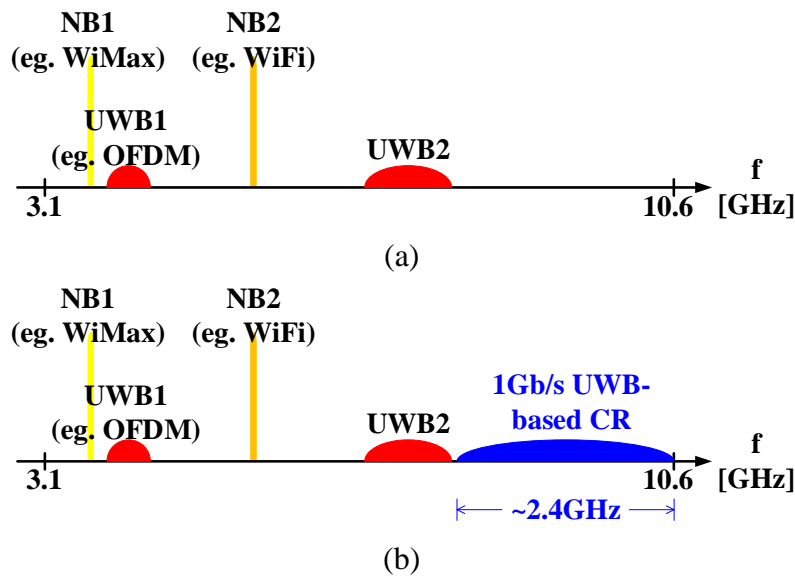 NB1
(eg. WiMax)
NB2
(eg. WiFi)
UWB1
(eg. OFDM)
UWB2
f
[GHz]
3.1
10.6
(a)
NB1
(eg. WiMax)
NB2
(eg. WiFi)
UWB1
(eg. OFDM)
UWB2
1Gb/s UWB-
based CR
f
[GHz]
3.1
10.6
~2.4GHz
(b)